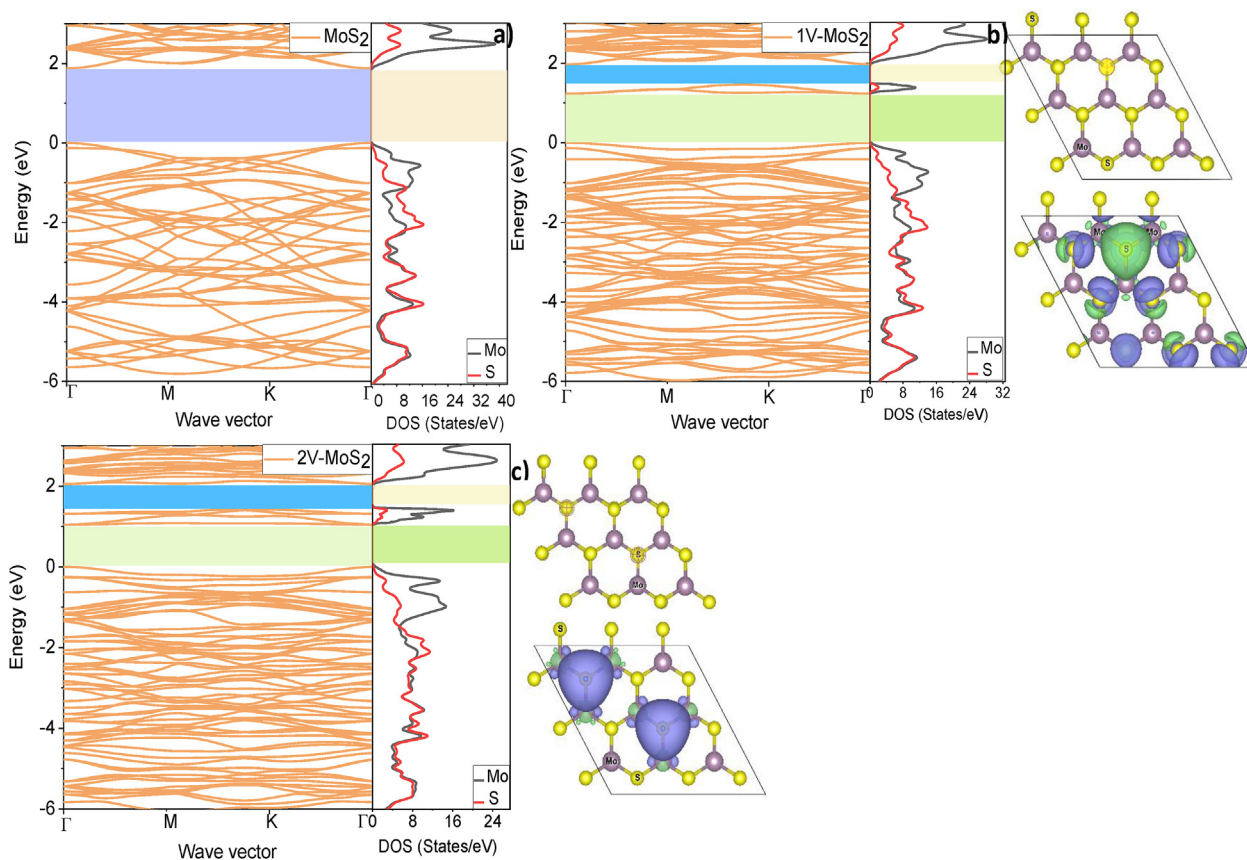 MoS2
a)
Energy (eV)
2
0
-2
-4
-6
Mo
S
Γ
M
K
Γ
0
8
16
24
32
40
Wave vector
DOS (States/eV)
1V-MoS2
b)
Energy (eV)
2
0
-2
-4
-6
Mo
S
Γ
M
K
Γ
0
8
16
24
32
Wave vector
DOS (States/eV)
S
Mo
S
Mo
Mo
S
2V-MoS2
c)
Energy (eV)
2
0
-2
-4
-6
Mo
S
Γ
M
K
Γ
0
8
16
24
Wave vector
DOS (States/eV)
S
Mo
S
Mo
S